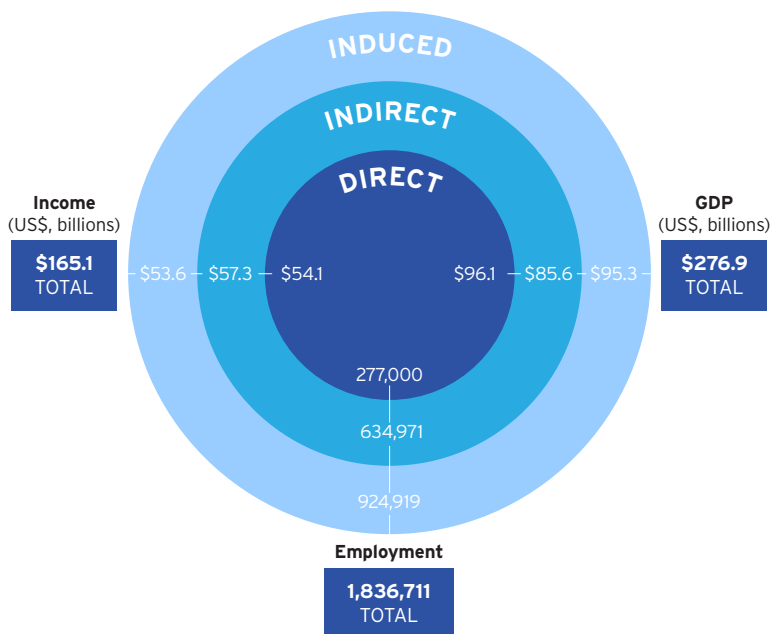 INDUCED
INDIRECT
DIRECT
Income
(US$, billions)
$165.1
TOTAL
$53.6
$57.3
$54.1
$96.1
$85.6
$95.3
GDP
(US$, billions)
$276.9
TOTAL
277,000
634,971
924,919
Employment
1,836,711
TOTAL